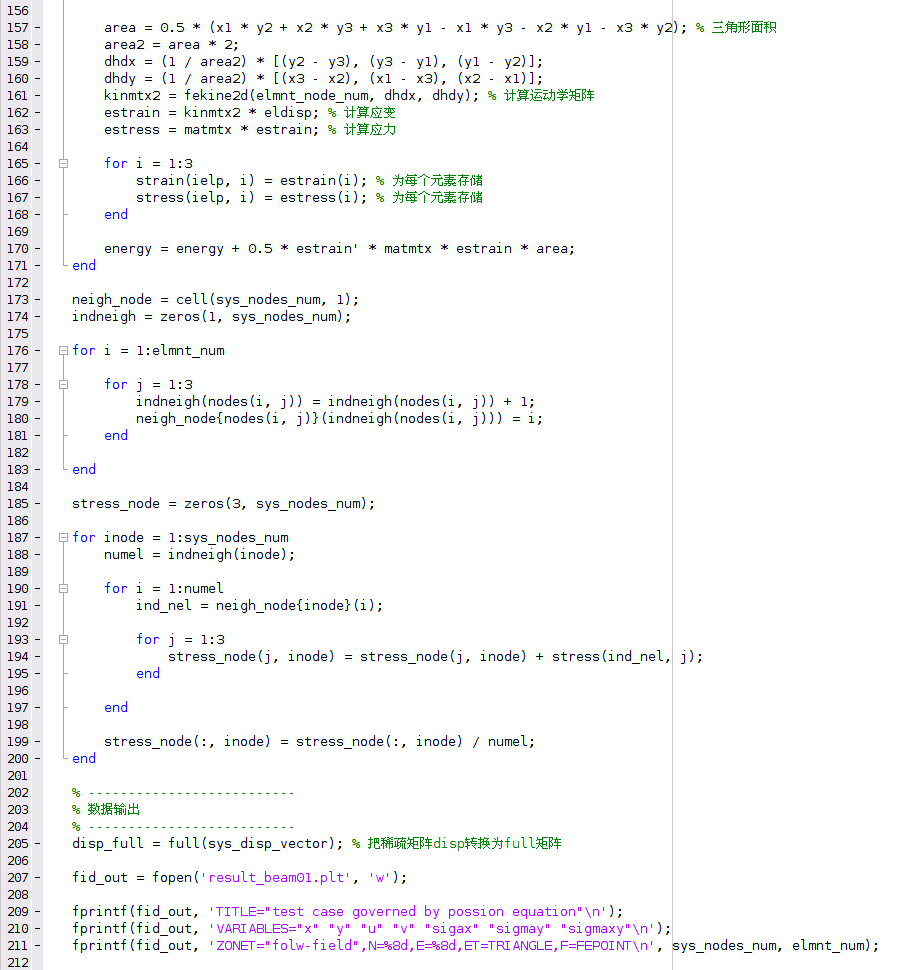 156
157 - area = 0.5 * (x1 * y2 + x2 * y3 + x3 * y1 - x1 * y3 - x2 * y1 - x3 * y2); % 三角形面积
158 - area2 = area * 2;
159 - dhdx = (1 / area2) * [(y2 - y3), (y3 - y1), (y1 - y2)];
160 - dhdy = (1 / area2) * [(x3 - x2), (x1 - x3), (x2 - x1)];
161 - kinmtx2 = fekine2d(elmnt_node_num, dhdx, dhdy); % 计算运动学矩阵
162 - estrain = kinmtx2 * eldisp; % 计算应变
163 - estress = matmtx * estrain; % 计算应力
164
165 - for i = 1:3
166 - strain(ielp, i) = estrain(i); % 为每个元素存储
167 - stress(ielp, i) = estress(i); % 为每个元素存储
168 - end
169
170 - energy = energy + 0.5 * estrain' * matmtx * estrain * area;
171 - end
172
173 - neigh_node = cell(sys_nodes_num, 1);
174 - indneigh = zeros(1, sys_nodes_num);
175
176 - for i = 1:elmnt_num
177
178 - for j = 1:3
179 - indneigh(nodes(i, j)) = indneigh(nodes(i, j)) + 1;
180 - neigh_node{nodes(i, j)}(indneigh(nodes(i, j))) = i;
181 - end
182
183 - end
184
185 - stress_node = zeros(3, sys_nodes_num);
186
187 - for inode = 1:sys_nodes_num
188 - numel = indneigh(inode);
189
190 - for i = 1:numel
191 - ind_nel = neigh_node{inode}(i);
192
193 - for j = 1:3
194 - stress_node(j, inode) = stress_node(j, inode) + stress(ind_nel, j);
195 - end
196
197 - end
198
199 - stress_node(:, inode) = stress_node(:, inode) / numel;
200 - end
201
202 % --------------------------
203 % 数据输出
204 % --------------------------
205 - disp_full = full(sys_disp_vector); % 把稀疏矩阵disp转换为full矩阵
206
207 - fid_out = fopen('result_beam01.plt', 'w');
208
209 - fprintf(fid_out, 'TITLE="test case governed by possion equation"\n');
210 - fprintf(fid_out, 'VARIABLES="x" "y" "u" "v" "sigax" "sigmay" "sigmaxy"\n');
211 - fprintf(fid_out, 'ZONET="folw-field",N=%8d,E=%8d,ET=TRIANGLE,F=FEPOINT\n', sys_nodes_num, elmnt_num);
212